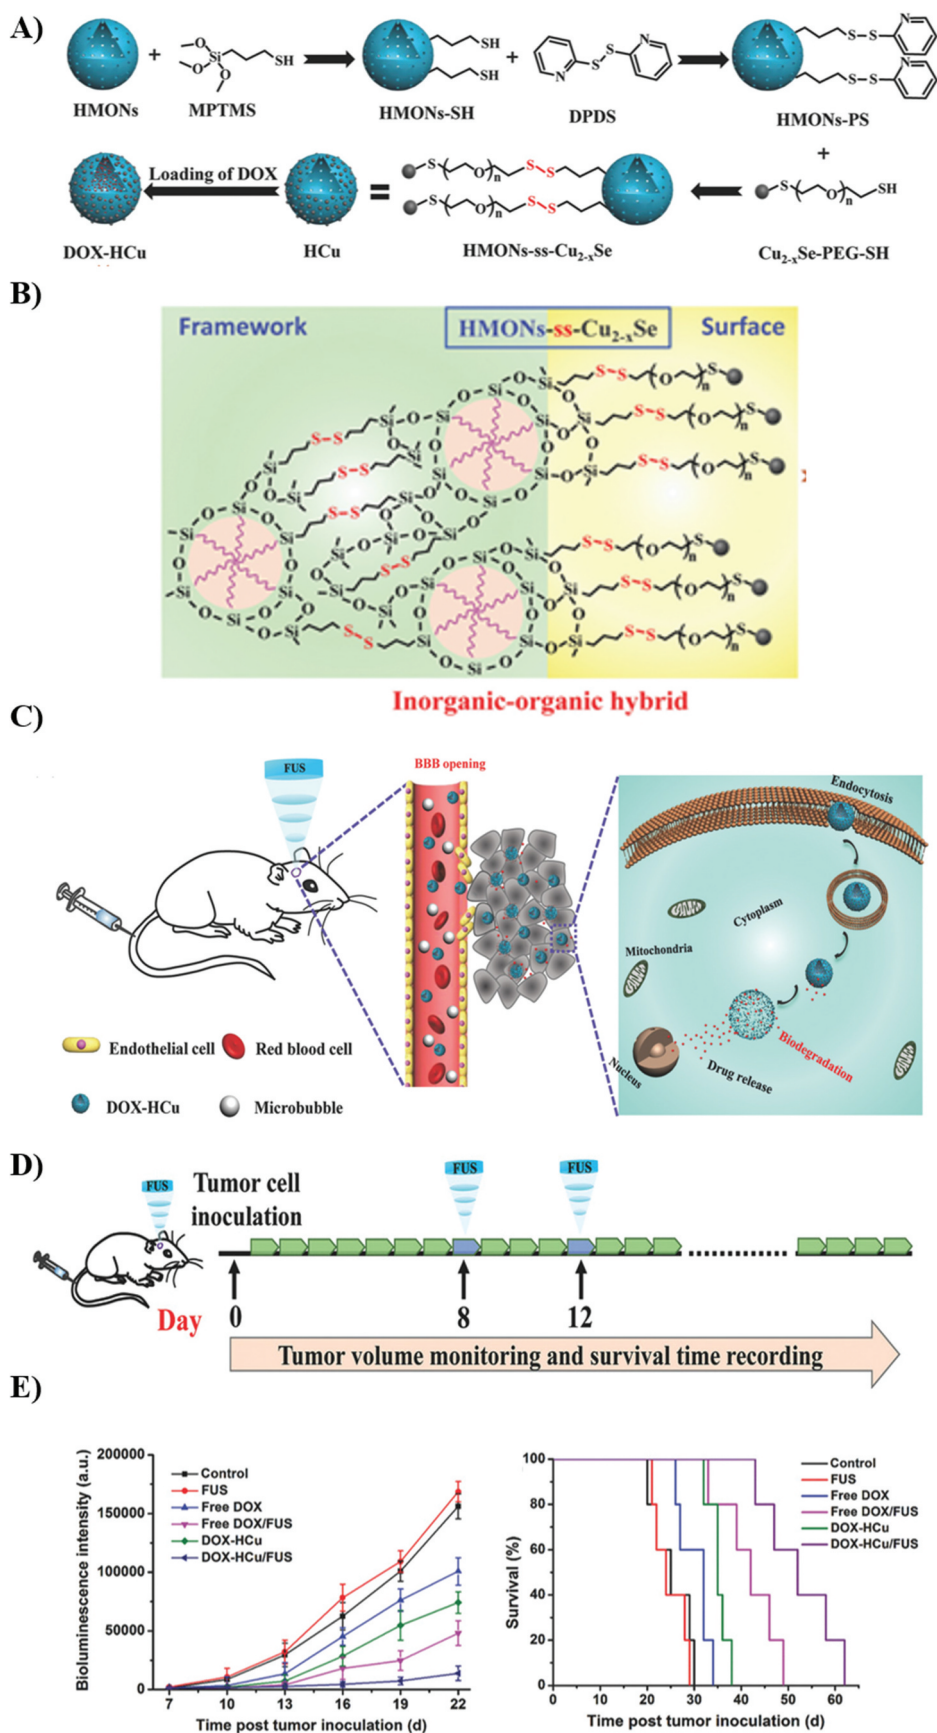 A)
HMONs
+
MPTMS
SH
HMONs-SH
+
DPDS
HMONs-PS
+
Loading of DOX
DOX-HCu
HCu
=
HMONs-ss-Cu2-xSe
Cu2-xSe-PEG-SH
B)
Framework
HMONs-ss-Cu2-xSe
Surface
Inorganic-organic hybrid
C)
FUS
BBB opening
Endocytosis
Cytoplasm
Mitochondria
Biodegradation
Drug release
Nucleus
Endothelial cell
Red blood cell
DOX-HCu
Microbubble
D)
FUS
Tumor cell
inoculation
FUS
FUS
Day
0
8
12
Tumor volume monitoring and survival time recording
E)
Bioluminescence intensity (a.u.)
200000
150000
100000
50000
0
7 10 13 16 19 22
Time post tumor inoculation (d)
Control
FUS
Free DOX
Free DOX/FUS
DOX-HCu
DOX-HCu/FUS
Survival (%)
100
80
60
40
20
0
0 10 20 30 40 50 60
Time post tumor inoculation (d)
Control
FUS
Free DOX
Free DOX/FUS
DOX-HCu
DOX-HCu/FUS